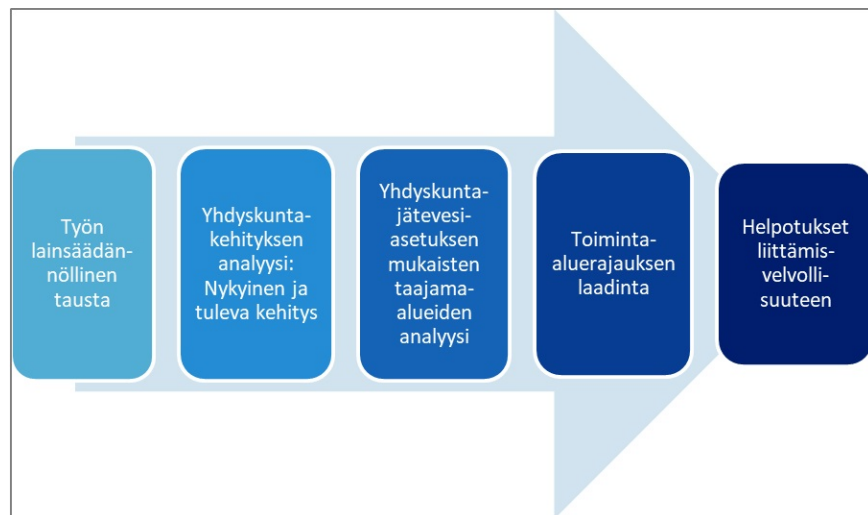 Työn
lainsäädän-
nöllinen
tausta
Yhdyskunta-
kehityksen
analyysi:
Nykyinen ja
tuleva kehitys
Yhdyskunta-
jätevesi-
asetuksen
mukaisten
taajama-
alueiden
analyysi
Toiminta-
aluerajauksen
laadinta
Helpotukset
liittämis-
velvolli-
suuteen